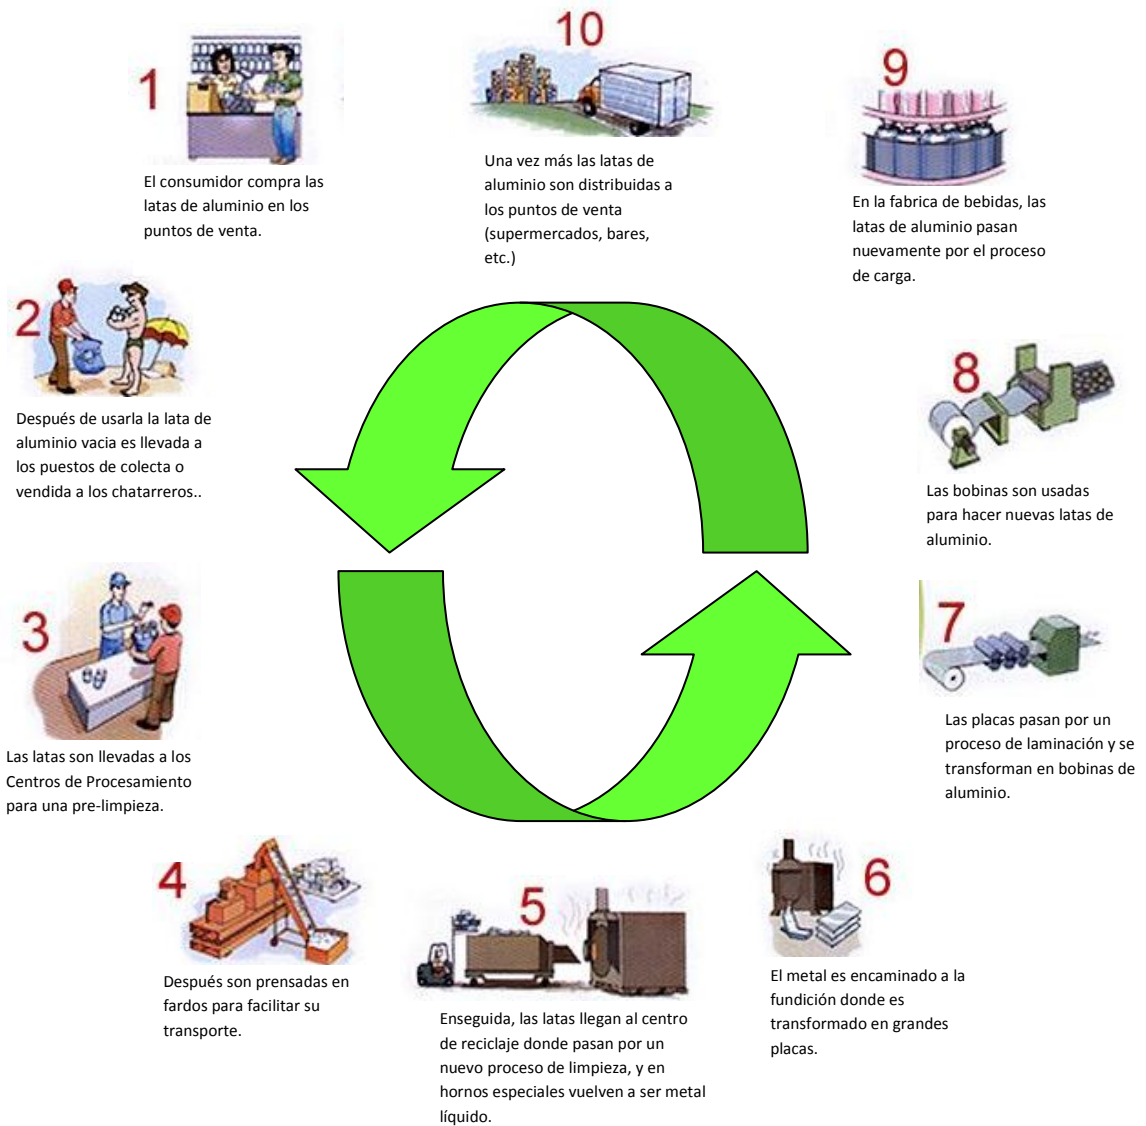 1
El consumidor compra las
latas de aluminio en los
puntos de venta.
2
Después de usarla la lata de
aluminio vacia es llevada a
los puestos de colecta o
vendida a los chatarreros..
3
Las latas son llevadas a los
Centros de Procesamiento
para una pre-limpieza.
4
Después son prensadas en
fardos para facilitar su
transporte.
5
Enseguida, las latas llegan al centro
de reciclaje donde pasan por un
nuevo proceso de limpieza, y en
hornos especiales vuelven a ser metal
líquido.
6
El metal es encaminado a la
fundición donde es
transformado en grandes
placas.
7
Las placas pasan por un
proceso de laminación y se
transforman en bobinas de
aluminio.
8
Las bobinas son usadas
para hacer nuevas latas de
aluminio.
9
En la fabrica de bebidas, las
latas de aluminio pasan
nuevamente por el proceso
de carga.
10
Una vez más las latas de
aluminio son distribuidas a
los puntos de venta
(supermercados, bares,
etc.)